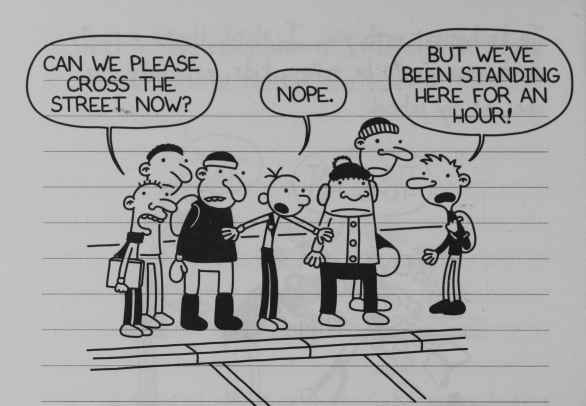 CAN WE PLEASE
CROSS THE
STREET NOW?
NOPE.
BUT WE'VE
BEEN STANDING
HERE FOR AN
HOUR!